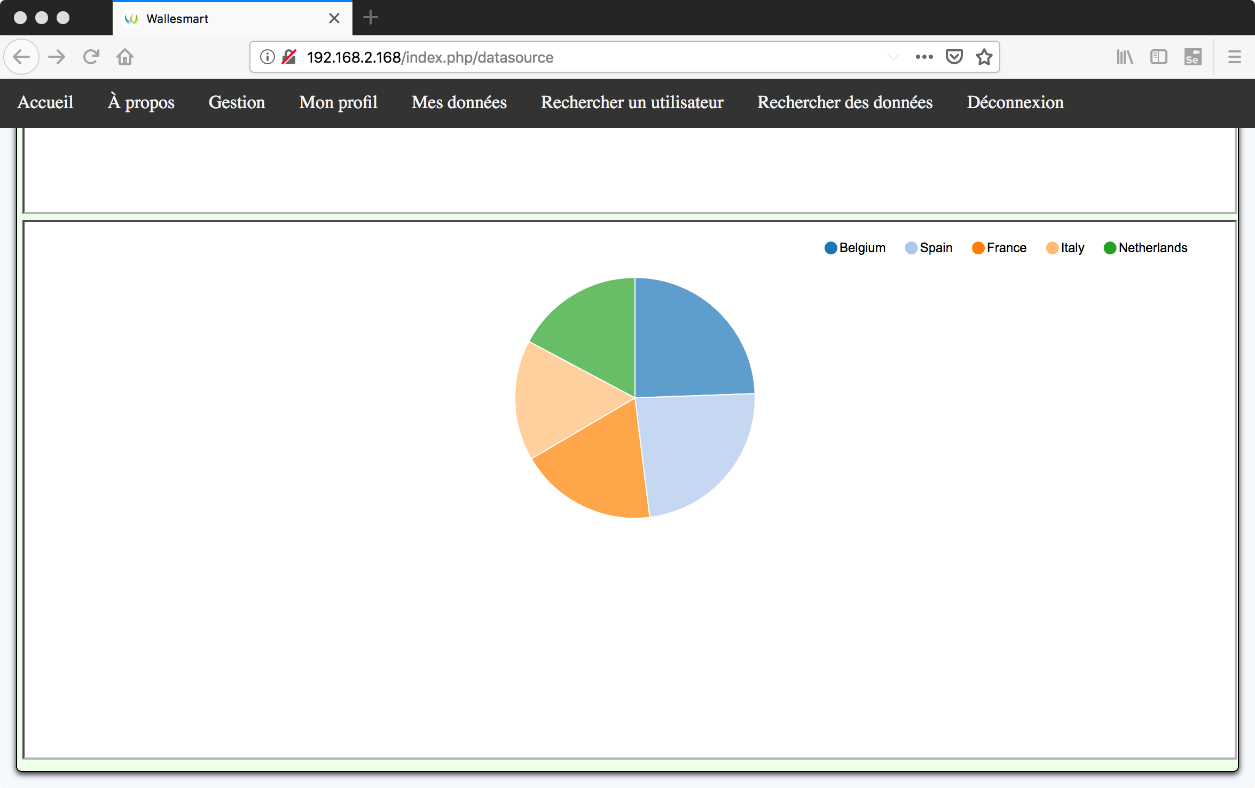 Wallesmart
192.168.2.168/index.php/datasource
Se
Accueil À propos Gestion Mon profil Mes données Rechercher un utilisateur Rechercher des données Déconnexion
Belgium Spain France Italy Netherlands